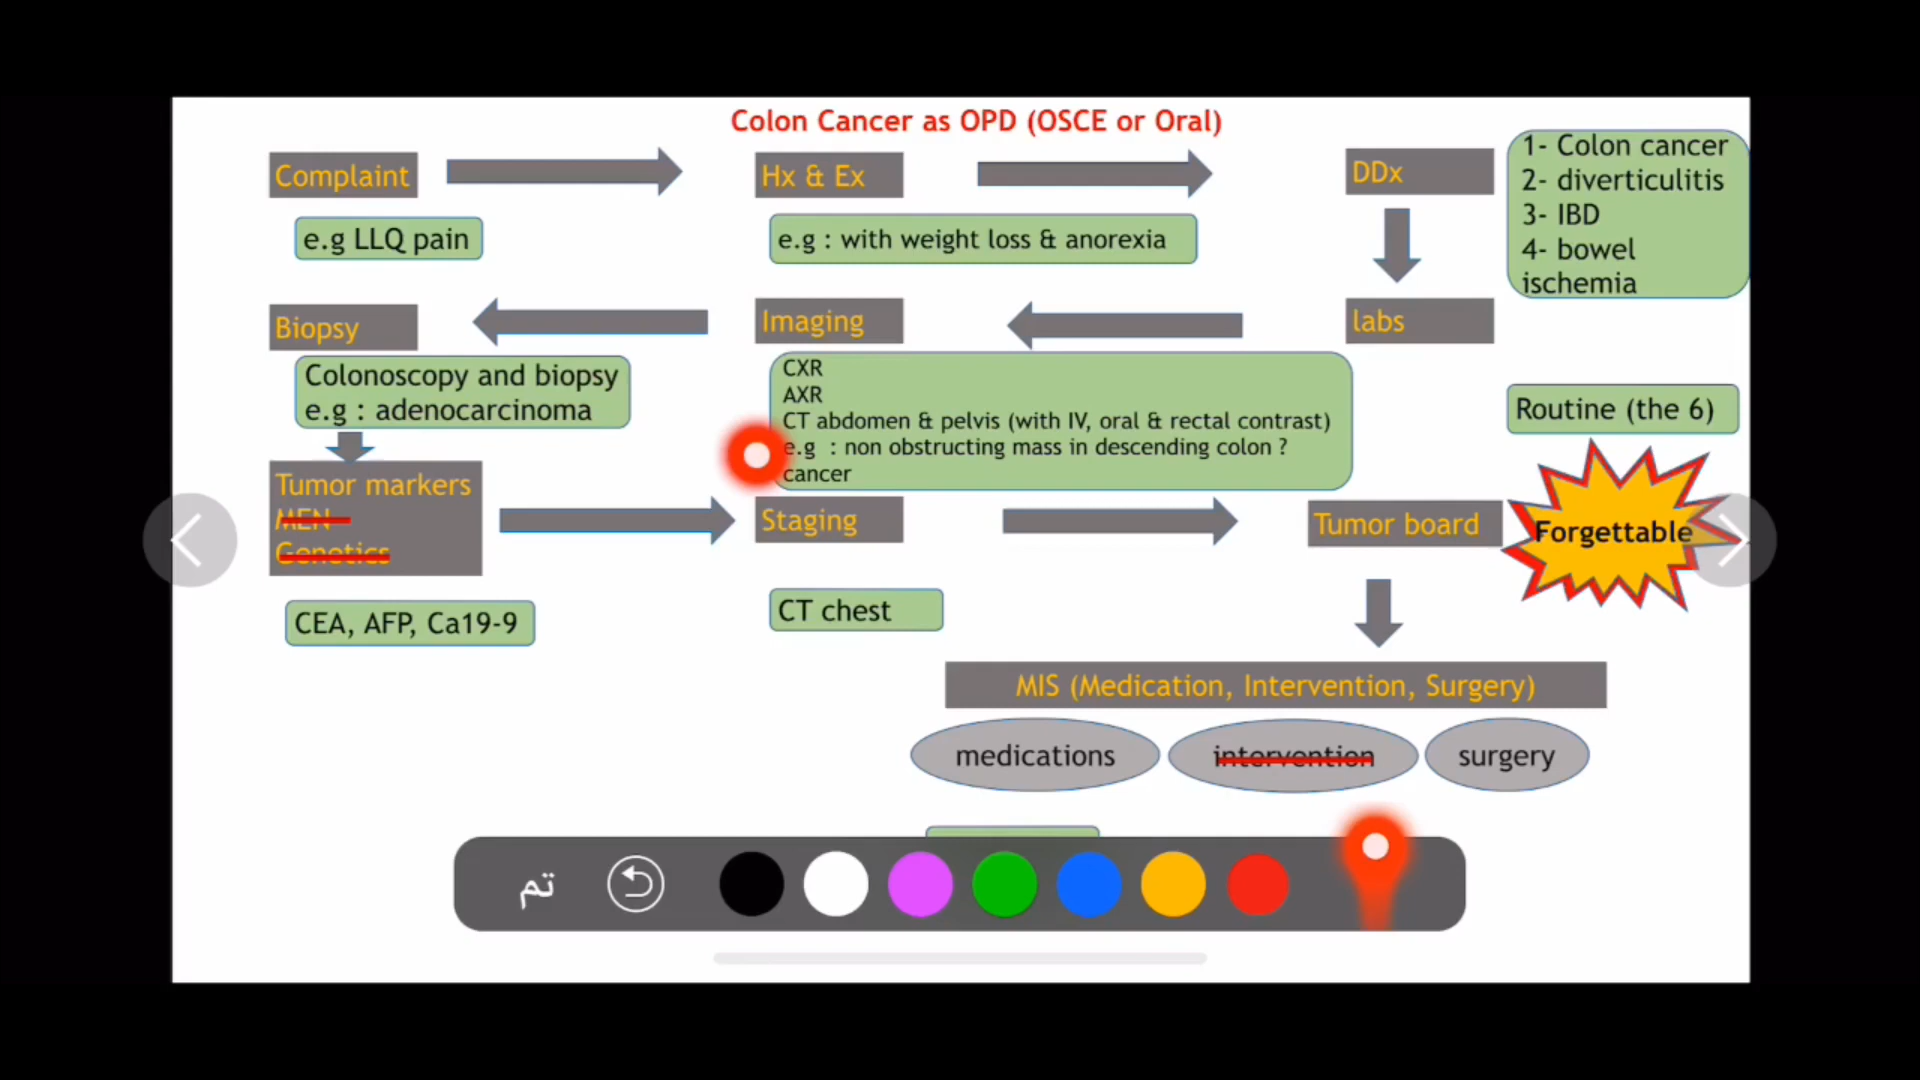 Colon Cancer as OPD (OSCE or Oral)
Complaint
e.g LLQ pain
Hx & Ex
e.g : with weight loss & anorexia
DDx
1- Colon cancer
2- diverticulitis
3- IBD
4- bowel
ischemia
labs
Routine (the 6)
Imaging
CXR
AXR
CT abdomen & pelvis (with IV, oral & rectal contrast)
e.g : non obstructing mass in descending colon ?
cancer
Biopsy
Colonoscopy and biopsy
e.g : adenocarcinoma
Tumor markers
MEN
Genetics
CEA, AFP, Ca19-9
Staging
CT chest
Tumor board
Forgettable
MIS (Medication, Intervention, Surgery)
medications
intervention
surgery
تم